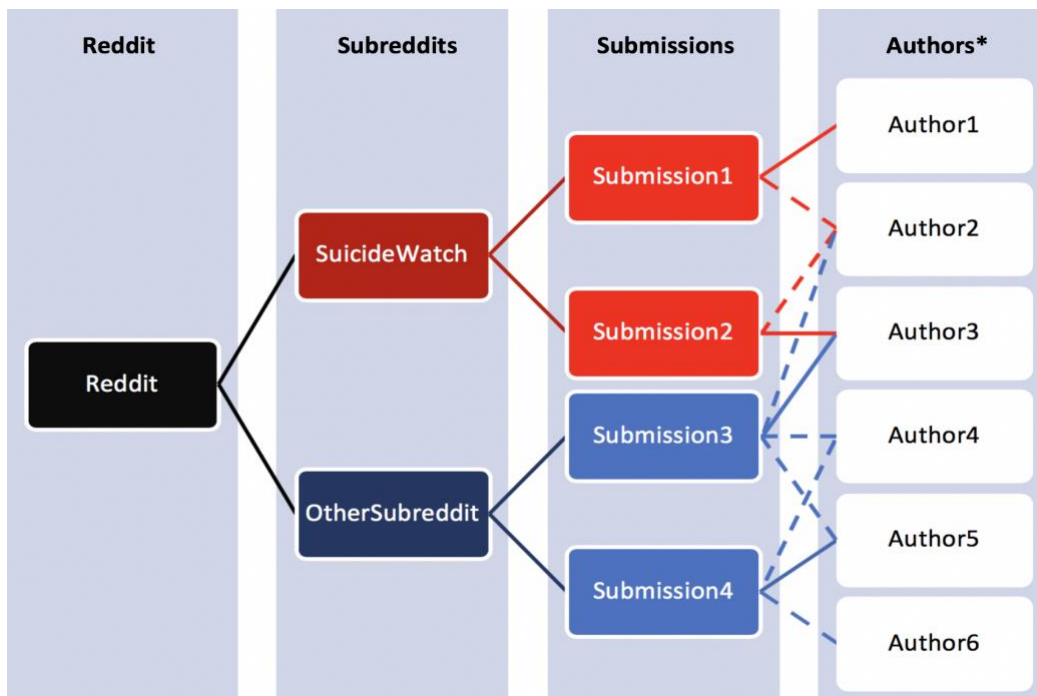 Reddit
Subreddits
Submissions
Authors*
Reddit
SuicideWatch
OtherSubreddit
Submission1
Submission2
Submission3
Submission4
Author1
Author2
Author3
Author4
Author5
Author6